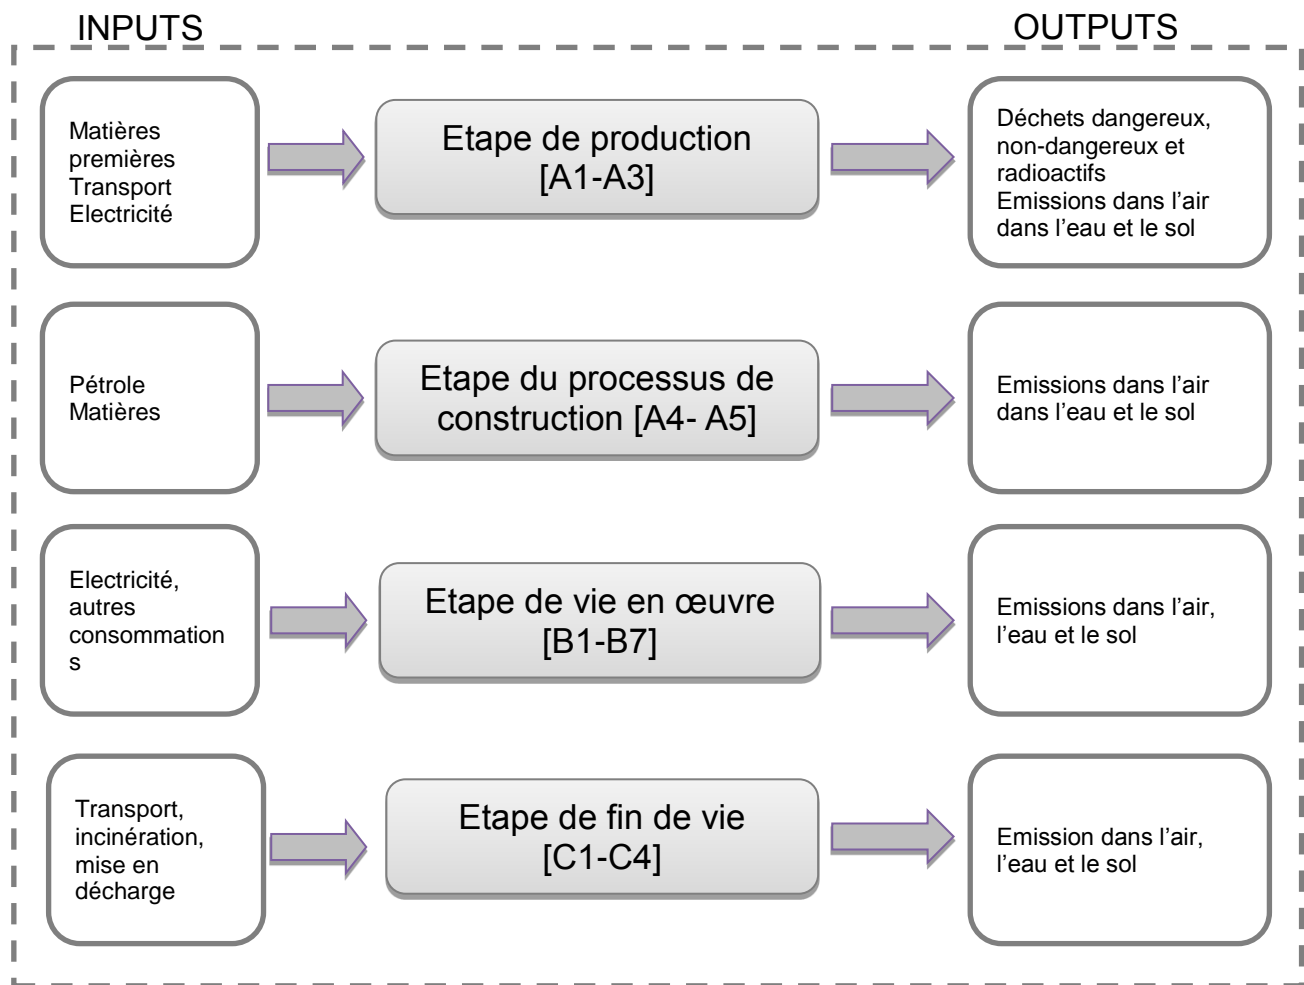 INPUTS
OUTPUTS
Matières
premières
Transport
Electricité
Etape de production
[A1-A3]
Déchets dangereux,
non-dangereux et
radioactifs
Emissions dans l’air
dans l’eau et le sol
Pétrole
Matières
Etape du processus de
construction [A4- A5]
Emissions dans l’air
dans l’eau et le sol
Electricité,
autres
consommation
s
Etape de vie en œuvre
[B1-B7]
Emissions dans l’air,
l’eau et le sol
Transport,
incinération,
mise en
décharge
Etape de fin de vie
[C1-C4]
Emission dans l’air,
l’eau et le sol